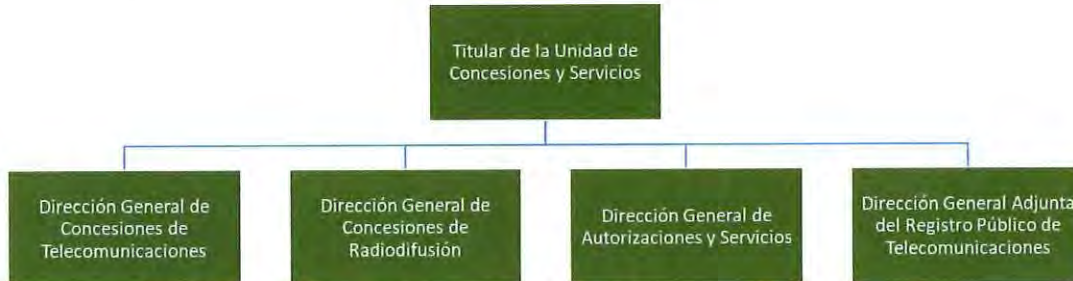 Titular de la Unidad de
Concesiones y Servicios
Dirección General de
Concesiones de
Telecomunicaciones
Dirección General de
Concesiones de
Radiodifusión
Dirección General de
Autorizaciones y Servicios
Dirección General Adjunta
del Registro Público de
Telecomunicaciones